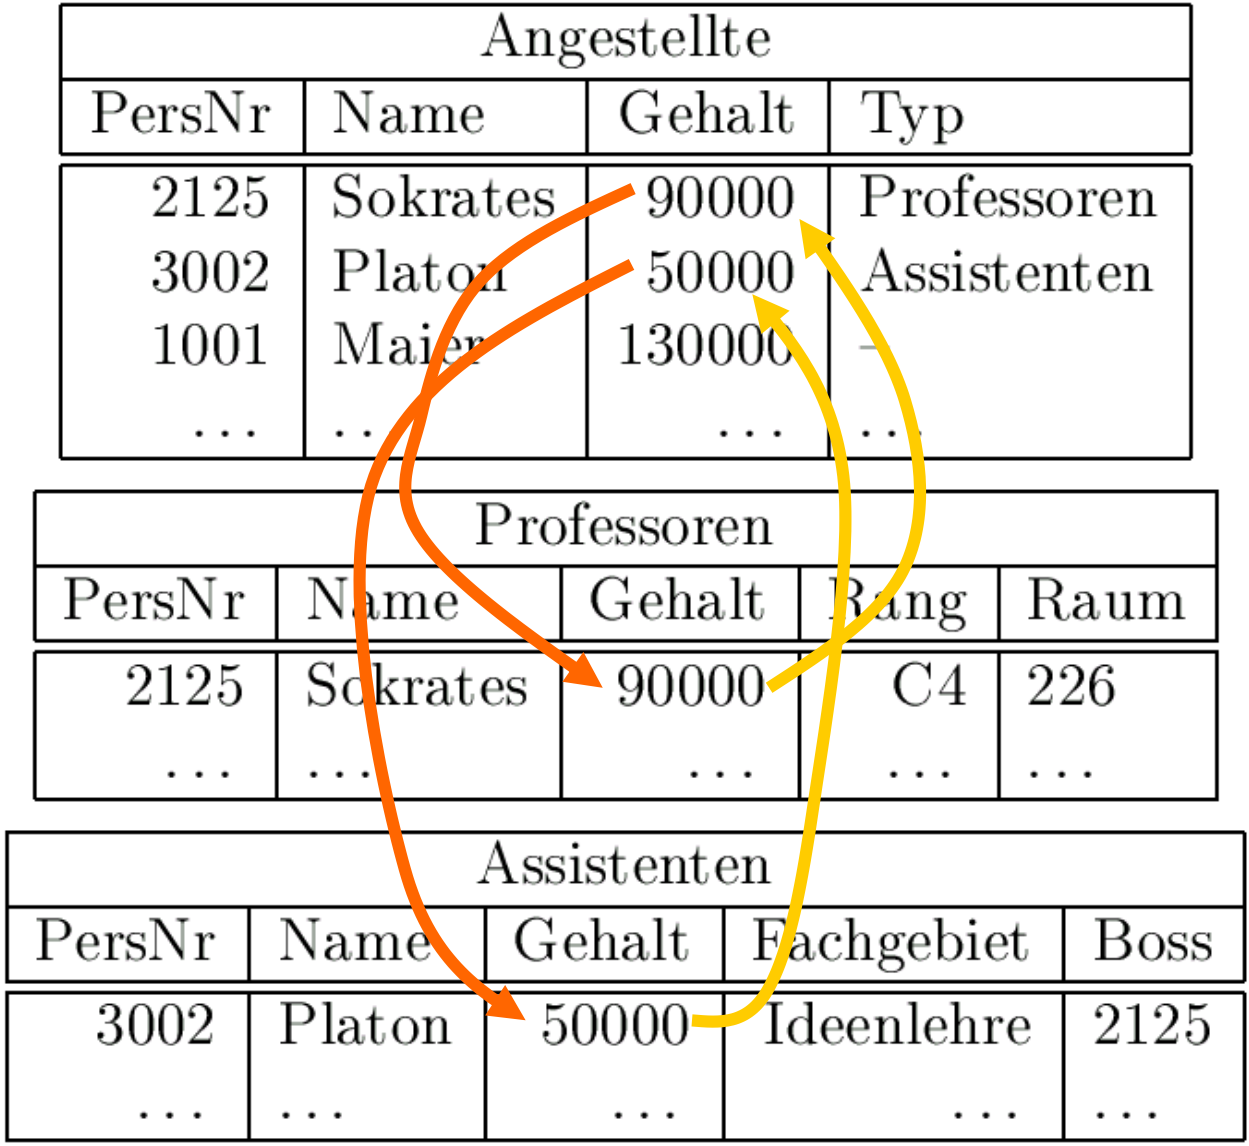 Angestellte
PersNr Name Gehalt Typ
2125 Sokrates 90000 Professoren
3002 Platon 50000 Assistenten
1001 Maier 130000 –
... ... ... ...
Professoren
PersNr Name Gehalt Rang Raum
2125 Sokrates 90000 C4 226
... ... ... ... ...
Assistenten
PersNr Name Gehalt Fachgebiet Boss
3002 Platon 50000 Ideenlehre 2125
... ... ... ... ...